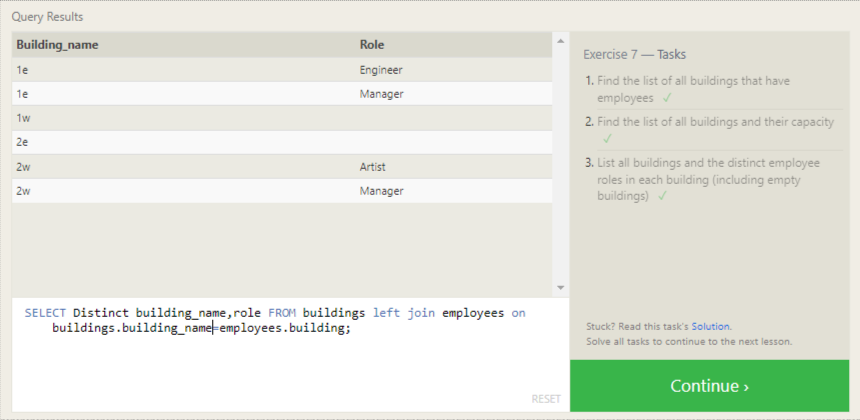 Query Results
Building_name Role
1e Engineer
1e Manager
1w
2e
2w Artist
2w Manager
SELECT Distinct building_name,role FROM buildings left join employees on
buildings.building_name=employees.building;
RESET
Exercise 7 — Tasks
1. Find the list of all buildings that have
employees ✓
2. Find the list of all buildings and their capacity
✓
3. List all buildings and the distinct employee
roles in each building (including empty
buildings) ✓
Stuck? Read this task's Solution.
Solve all tasks to continue to the next lesson.
Continue ›